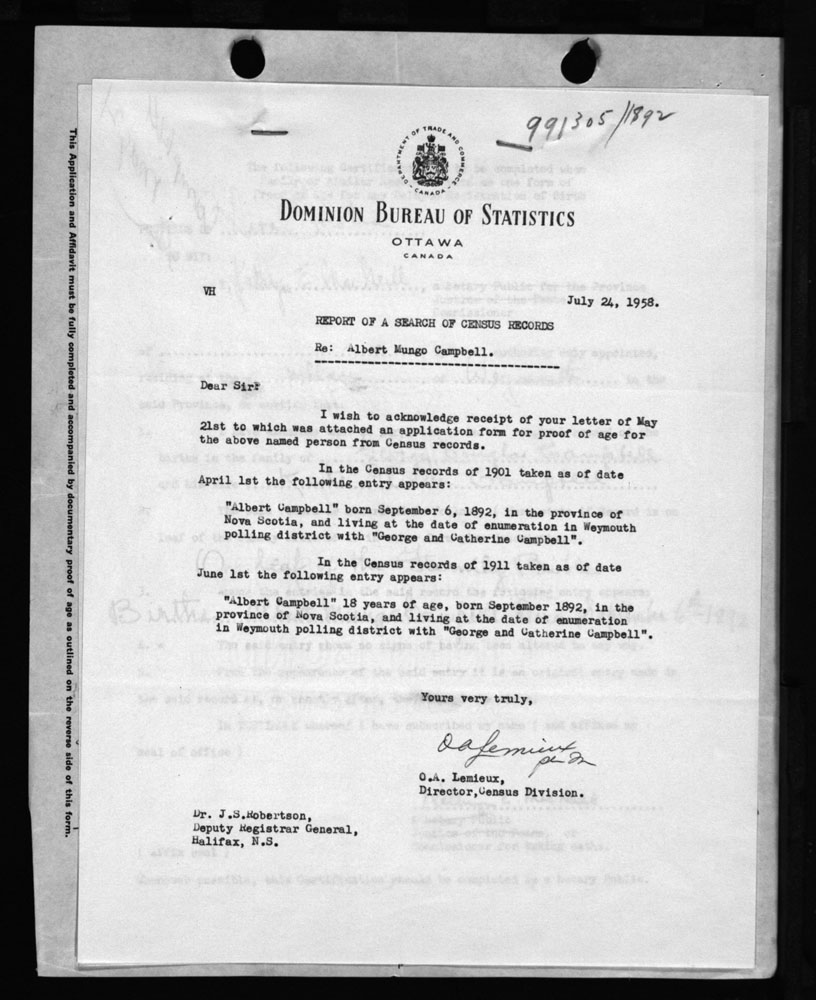 991305/1892
DEPARTMENT OF TRADE AND COMMERCE
CANADA
DOMINION BUREAU OF STATISTICS
OTTAWA
CANADA
VH
July 24, 1958.
REPORT OF A SEARCH OF CENSUS RECORDS
Re: Albert Mungo Campbell.
Dear Sir:
I wish to acknowledge receipt of your letter of May
21st to which was attached an application form for proof of age for
the above named person from Census records.
In the Census records of 1901 taken as of date
April 1st the following entry appears:
"Albert Campbell" born September 6, 1892, in the province of
Nova Scotia, and living at the date of enumeration in Weymouth
polling district with "George and Catherine Campbell".
In the Census records of 1911 taken as of date
June 1st the following entry appears:
"Albert Campbell" 18 years of age, born September 1892, in the
province of Nova Scotia, and living at the date of enumeration
in Weymouth polling district with "George and Catherine Campbell".
Yours very truly,
O A Lemieux
O.A. Lemieux,
Director,Census Division.
Dr. J.S.Robertson,
Deputy Registrar General,
Halifax, N.S.
This Application and Affidavit must be fully completed and accompanied by documentary proof of age as outlined on the reverse side of this form.